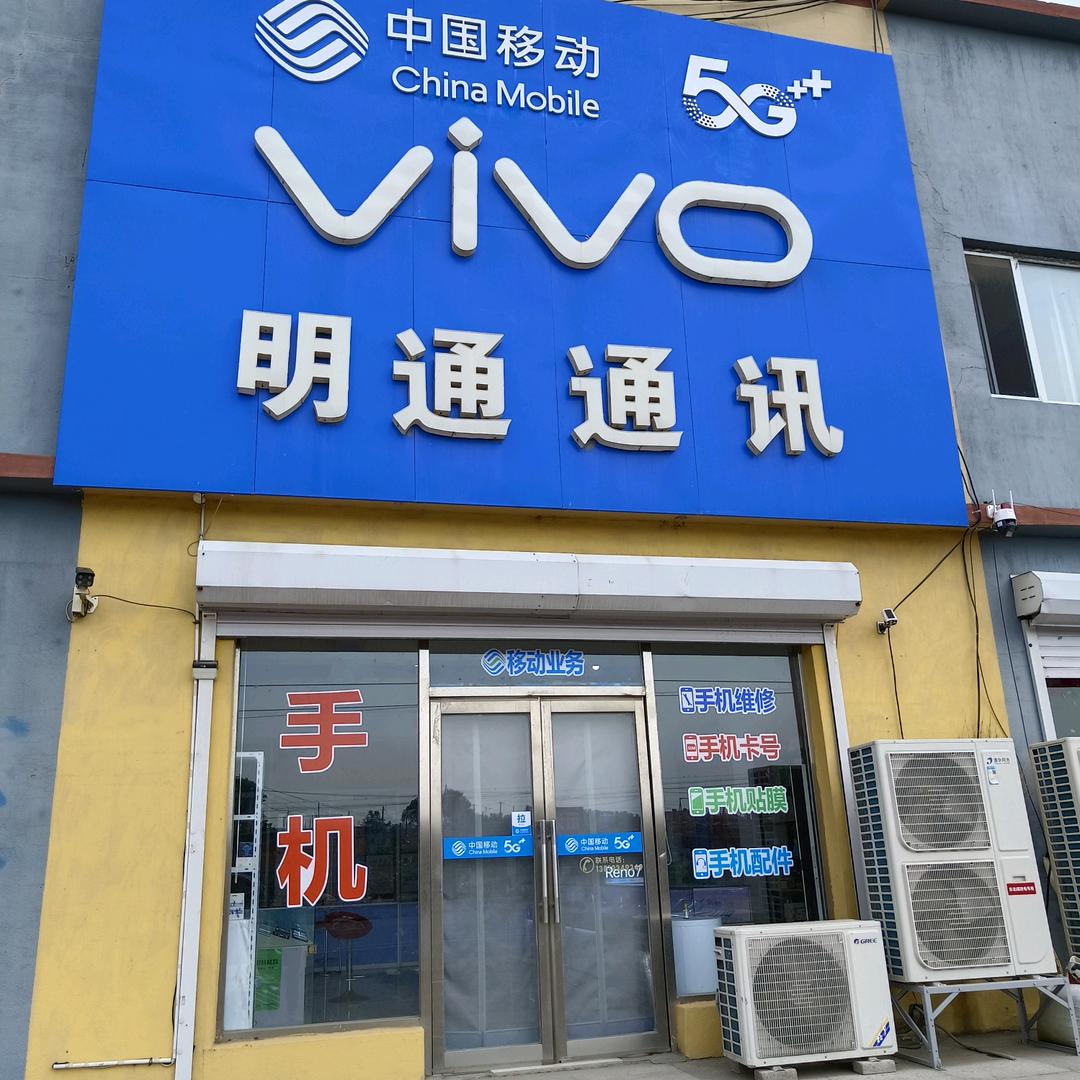 中国移动
China Mobile
5G++
vivo
明通通讯
移动业务
手机
手机维修
手机卡号
手机贴膜
手机配件
拉
中国移动 5G+
China Mobile
中国移动 5G+
China Mobile
联系电话:
Reno7
GREE